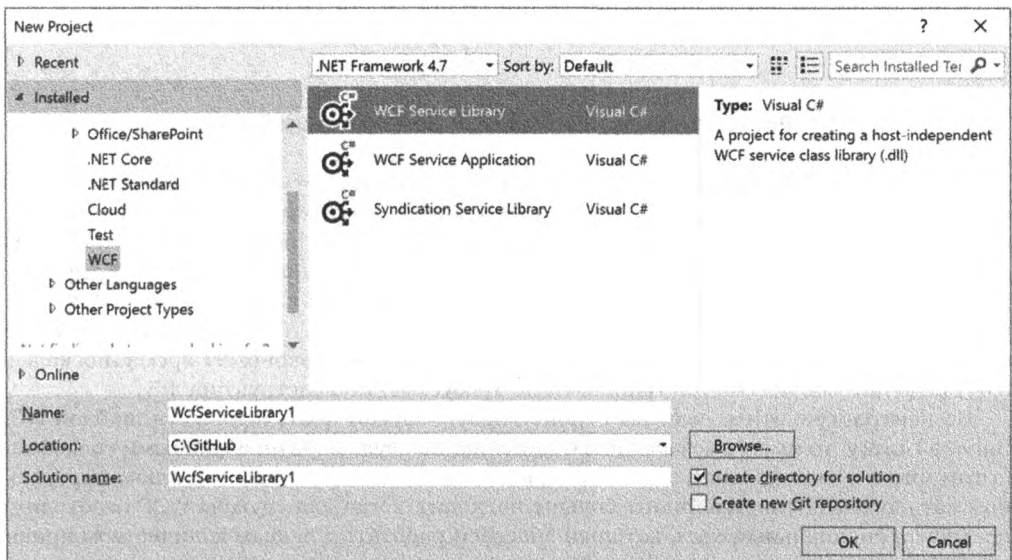 New Project
? ×
Recent
.NET Framework 4.7
Sort by: Default
Search Installed Ter
Installed
Office/SharePoint
.NET Core
.NET Standard
Cloud
Test
WCF
Other Languages
Other Project Types
Online
C#
WCF Service Library Visual C#
C#
WCF Service Application Visual C#
C#
Syndication Service Library Visual C#
Type: Visual C#
A project for creating a host-independent
WCF service class library (.dll)
Name: WcfServiceLibrary1
Location: C:\GitHub
Browse...
Solution name: WcfServiceLibrary1
Create directory for solution
Create new Git repository
OK Cancel